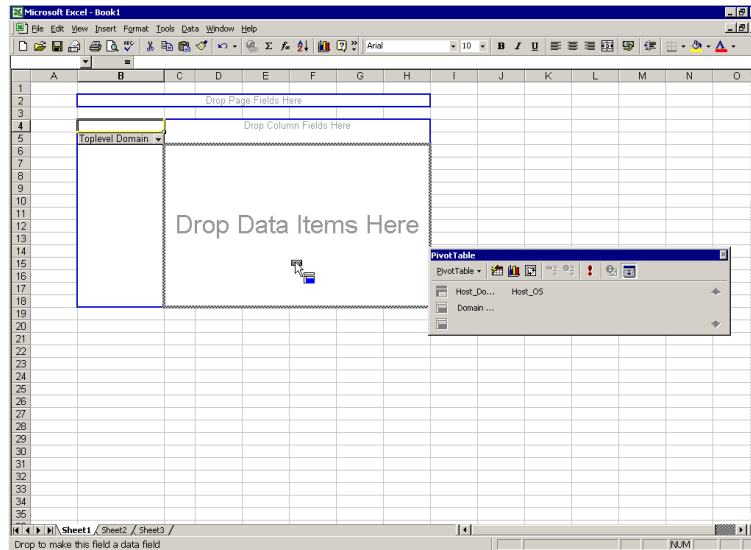 Microsoft Excel - Book1
File Edit View Insert Format Tools Data Window Help
Arial 10 B I U
=
A B C D E F G H I J K L M N O
1
2 Drop Page Fields Here
3
4 Drop Column Fields Here
5 Toplevel Domain
6
7
8
9
10
11
12 Drop Data Items Here
13
14
PivotTable
15
PivotTable
16
17 Host_Do... Host_OS
18 Domain ...
19
20
21
22
23
24
25
26
27
28
29
30
31
32
33
34
35
Sheet1 Sheet2 Sheet3
Drop to make this field a data field NUM